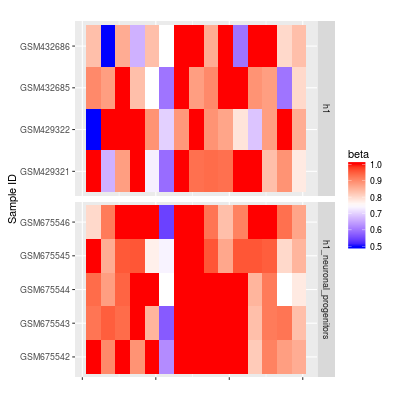 Sample ID
GSM432686
GSM432685
GSM429322
GSM429321
h1
GSM675546
GSM675545
GSM675544
GSM675543
GSM675542
h1_neuronal_progenitors
beta
1.0
0.9
0.8
0.7
0.6
0.5